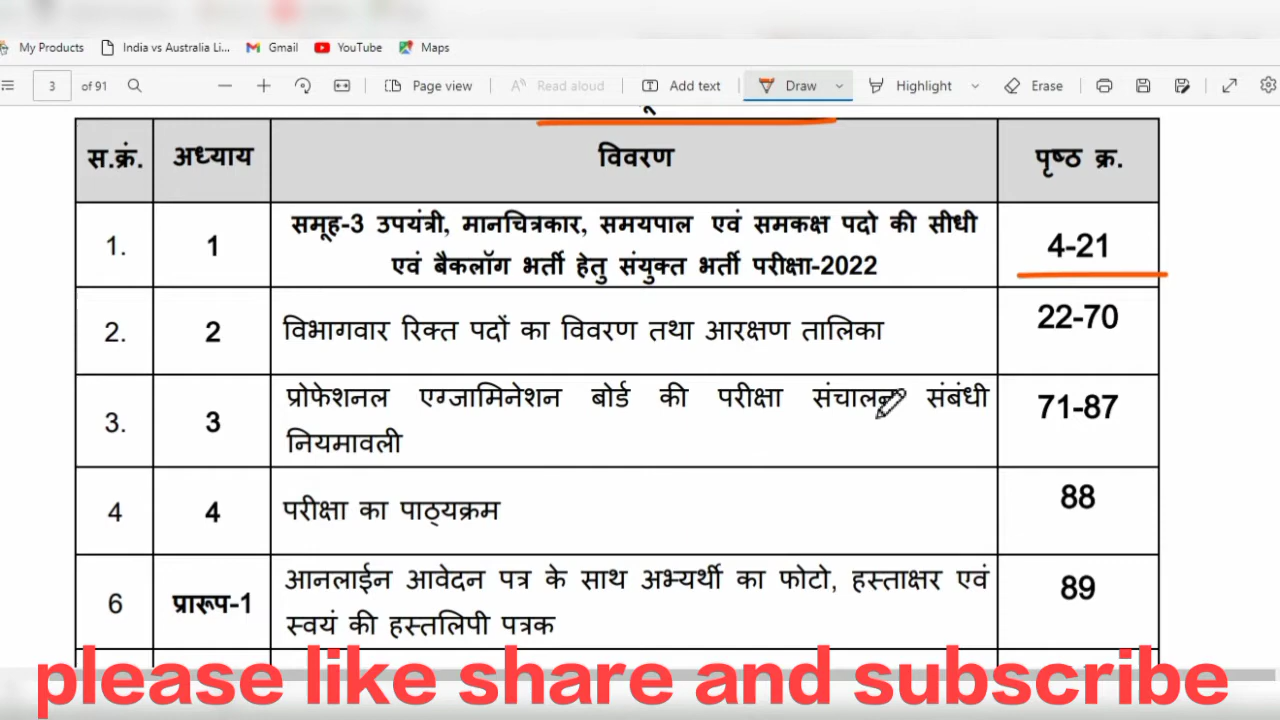 My Products India vs Australia Li... Gmail YouTube Maps
3 of 91 Page view Read aloud Add text Draw Highlight Erase
स.क्रं. अध्याय विवरण पृष्ठ क्र.
1. 1 समूह-3 उपयंत्री, मानचित्रकार, समयपाल एवं समकक्ष पदो की सीधी 4-21
एवं बैकलॉग भर्ती हेतु संयुक्त भर्ती परीक्षा-2022
2. 2 विभागवार रिक्त पदों का विवरण तथा आरक्षण तालिका 22-70
3. 3 प्रोफेशनल एग्जामिनेशन बोर्ड की परीक्षा संचालन संबंधी 71-87
नियमावली
4 4 परीक्षा का पाठ्यक्रम 88
6 प्रारूप-1 आनलाईन आवेदन पत्र के साथ अभ्यर्थी का फोटो, हस्ताक्षर एवं 89
स्वयं की हस्तलिपी पत्रक
please like share and subscribe